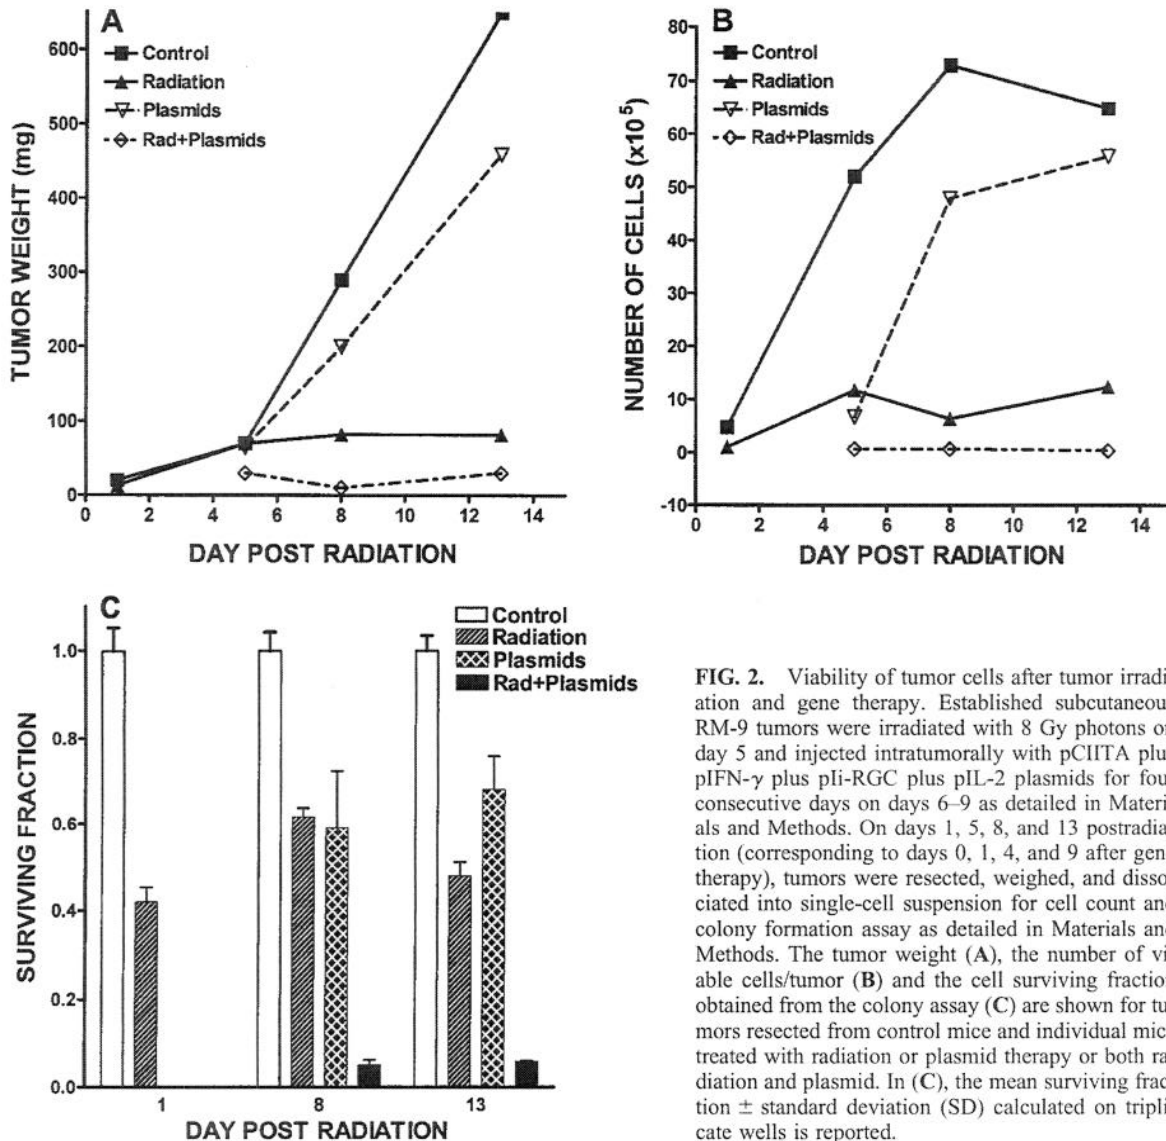 A
TUMOR WEIGHT (mg)
600
500
400
300
200
100
0
Control
Radiation
Plasmids
Rad+Plasmids
0 2 4 6 8 10 12 14
DAY POST RADIATION
B
NUMBER OF CELLS (x10⁵)
80
70
60
50
40
30
20
10
0
-10
Control
Radiation
Plasmids
Rad+Plasmids
0 2 4 6 8 10 12 14
DAY POST RADIATION
C
SURVIVING FRACTION
1.0
0.8
0.6
0.4
0.2
0.0
Control
Radiation
Plasmids
Rad+Plasmids
1 8 13
DAY POST RADIATION
FIG. 2. Viability of tumor cells after tumor irradi
ation and gene therapy. Established subcutaneou
RM-9 tumors were irradiated with 8 Gy photons o
day 5 and injected intratumorally with pCIITA plu
pIFN-γ plus pIi-RGC plus pIL-2 plasmids for fou
consecutive days on days 6–9 as detailed in Materi
als and Methods. On days 1, 5, 8, and 13 postradia
tion (corresponding to days 0, 1, 4, and 9 after gen
therapy), tumors were resected, weighed, and disso
ciated into single-cell suspension for cell count an
colony formation assay as detailed in Materials an
Methods. The tumor weight (A), the number of vi
able cells/tumor (B) and the cell surviving fraction
obtained from the colony assay (C) are shown for tu
mors resected from control mice and individual mic
treated with radiation or plasmid therapy or both ra
diation and plasmid. In (C), the mean surviving frac
tion ± standard deviation (SD) calculated on tripli
cate wells is reported.